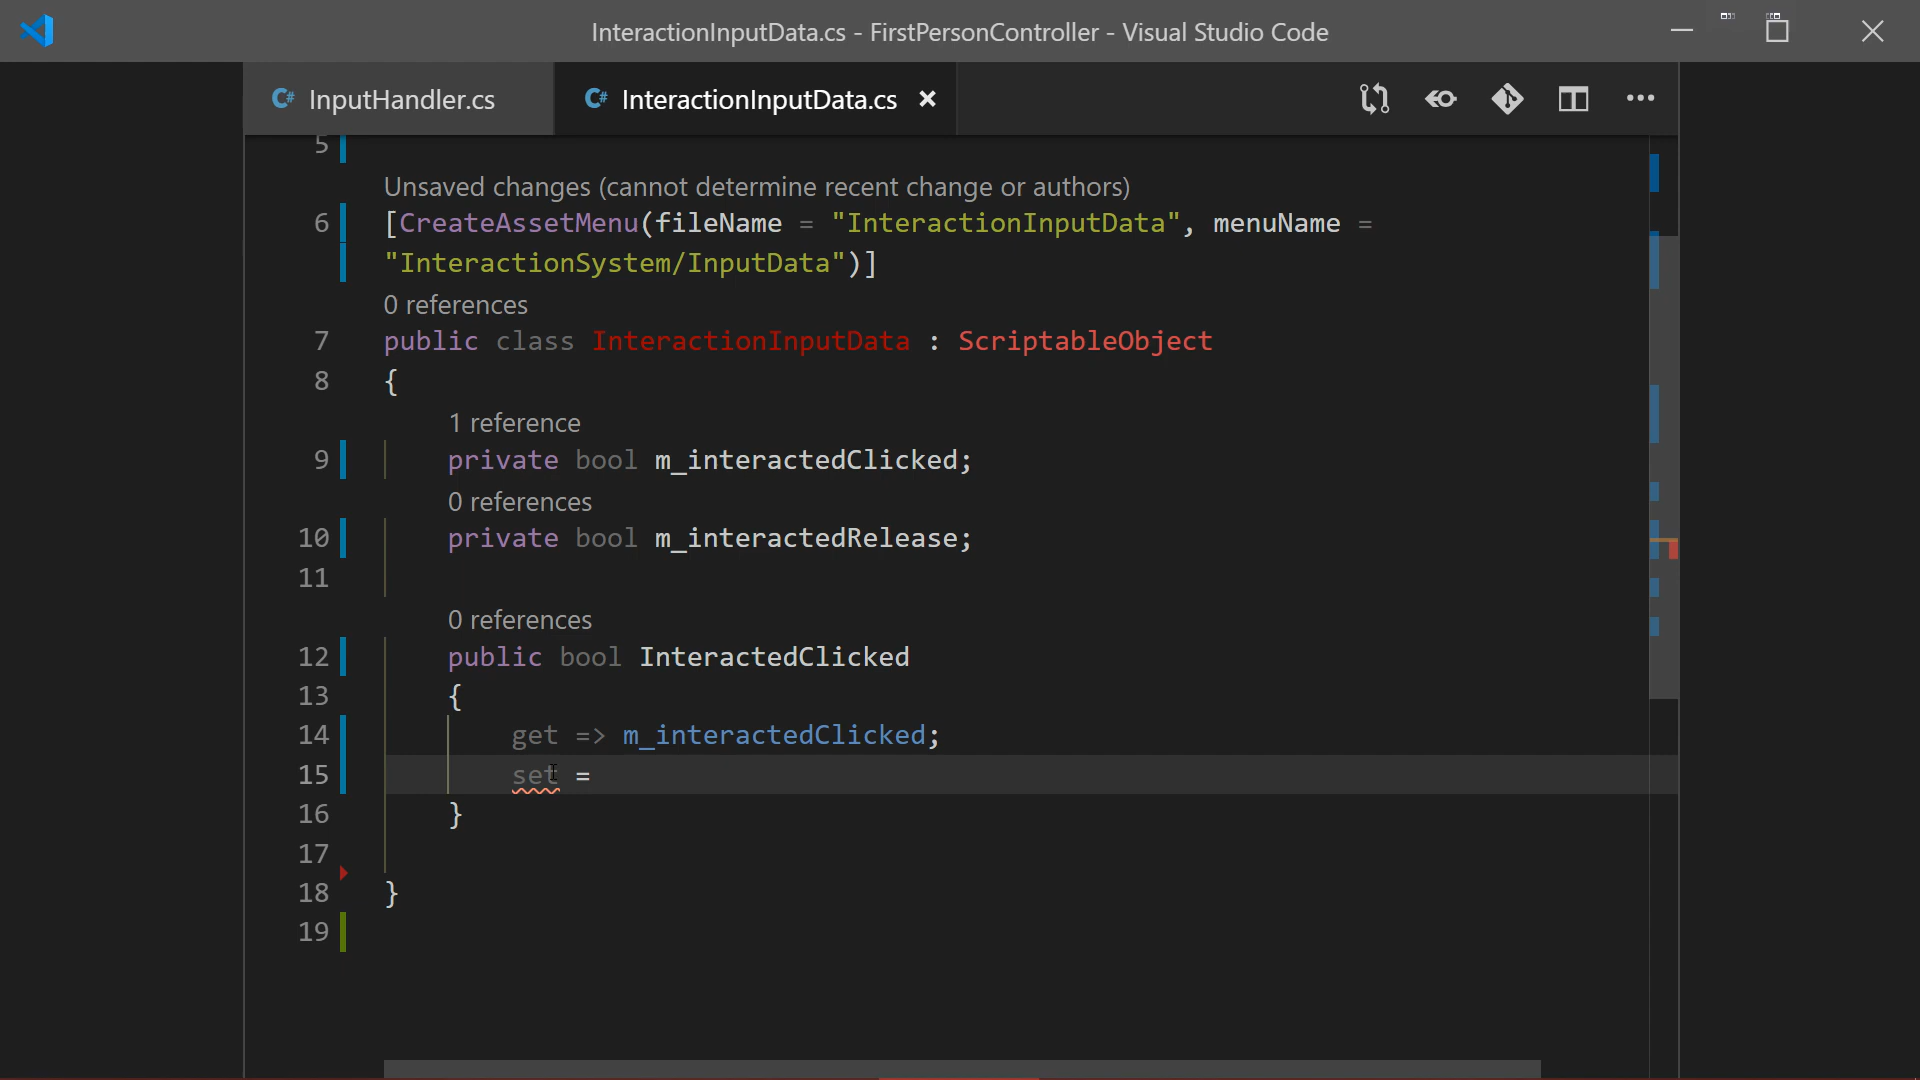 InteractionInputData.cs - FirstPersonController - Visual Studio Code
C# InputHandler.cs
C# InteractionInputData.cs
5
Unsaved changes (cannot determine recent change or authors)
6 [CreateAssetMenu(fileName = "InteractionInputData", menuName =
"InteractionSystem/InputData")]
0 references
7 public class InteractionInputData : ScriptableObject
8 {
1 reference
9 private bool m_interactedClicked;
0 references
10 private bool m_interactedRelease;
11
0 references
12 public bool InteractedClicked
13 {
14 get => m_interactedClicked;
15 set =
16 }
17
18 }
19